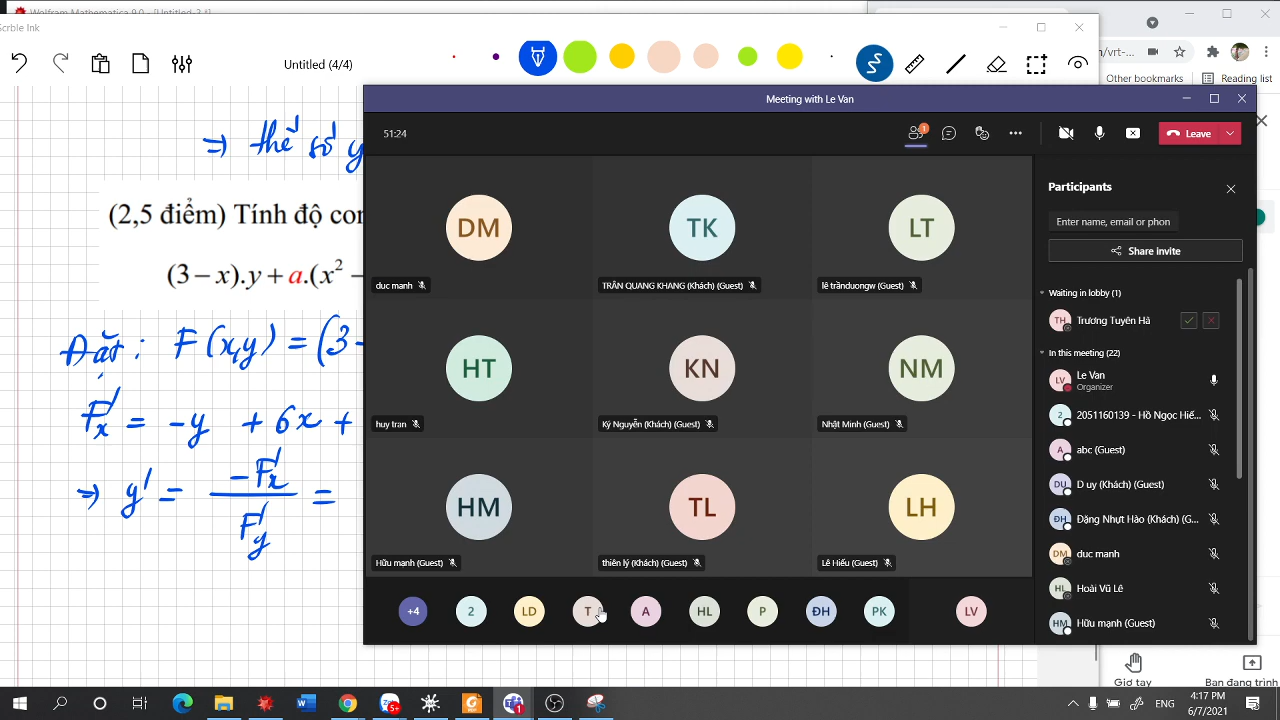 Wolfram Mathematica 9.0 - [Untitled-3 *]
Scrble Ink
Untitled (4/4)
/vrt-
Other bookmarks
Reading list
⇒ thế số y
(2,5 điểm) Tính độ con
(3 – x).y + a.(x² –
Đặt : F(x,y) = (3-
F'x = -y + 6x +
⇒ y' = -F'x / F'y =
Meeting with Le Van
51:24
Leave
DM
duc manh
TK
TRẦN QUANG KHANG (Khách) (Guest)
LT
lê trầnduongw (Guest)
HT
huy tran
KN
Kỳ Nguyễn (Khách) (Guest)
NM
Nhật Minh (Guest)
HM
Hữu mạnh (Guest)
TL
thiên lý (Khách) (Guest)
LH
Lê Hiếu (Guest)
+4
2
LD
T
A
HL
P
ĐH
PK
LV
Participants
Enter name, email or phon
Share invite
Waiting in lobby (1)
TH
Trương Tuyên Hà
In this meeting (22)
LV
Le Van
Organizer
2
2051160139 - Hồ Ngọc Hiế...
A
abc (Guest)
DU
D uy (Khách) (Guest)
ĐH
Dặng Nhựt Hào (Khách) (G...
DM
duc manh
HL
Hoài Vũ Lê
HM
Hữu mạnh (Guest)
Giơ tay
Bạn đang trình
5+
1
ENG
4:17 PM
6/7/2021